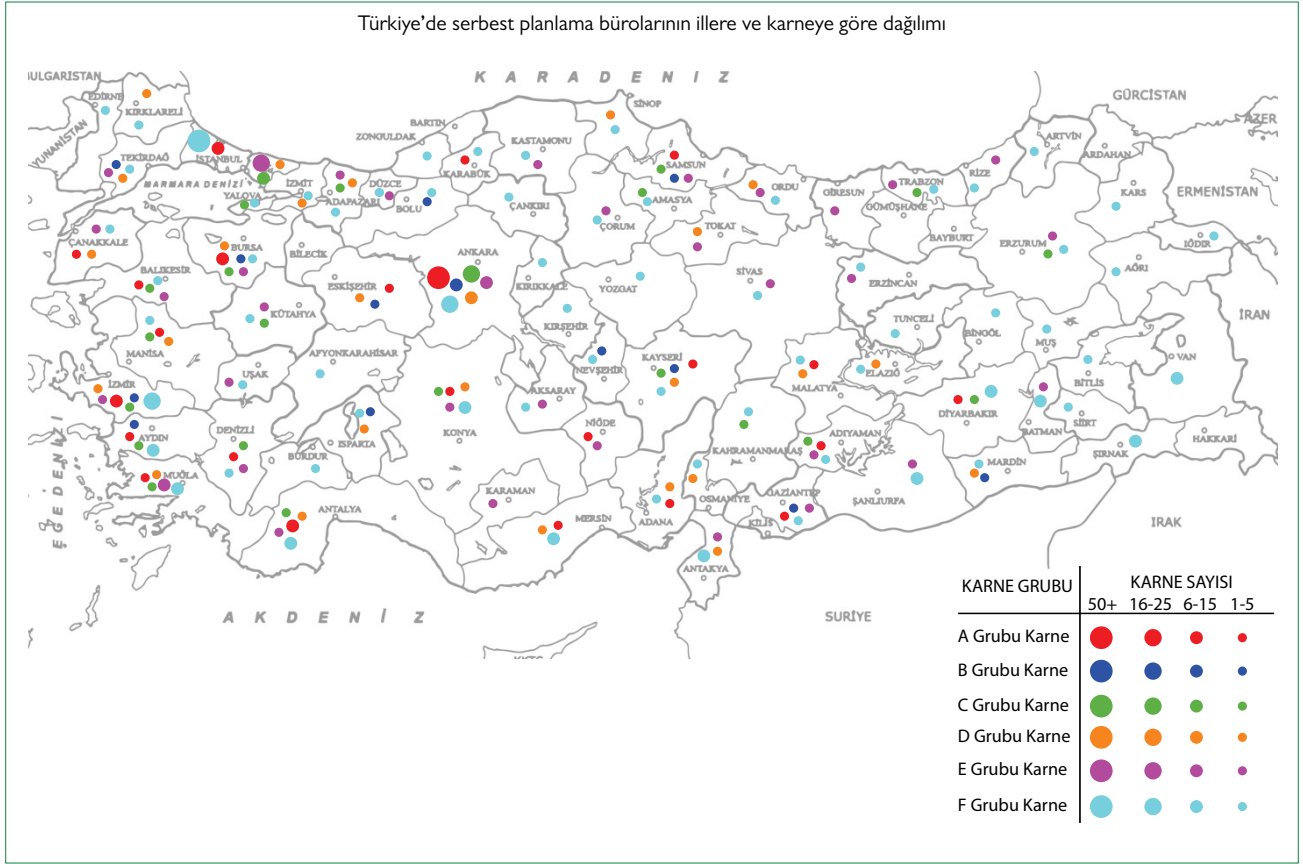 Türkiye'de serbest planlama bürolarının illere ve karneye göre dağılımı
KARADENİZ
ULGARİSTAN
GÜRCİSTAN
EDİRNE
KIRKLARELİ
SİNOP
AZER
YUNANİSTAN
BARTIN
ZONGULDAK
KASTAMONU
ARTVİN
ARDAHAN
TEKİRDAĞ
İSTANBUL
KARABÜK
SAMSUN
TRABZON
RİZE
KARS
ERMENİSTAN
MARMARA DENİZİ
İZMİT
DÜZCE
ORDU
GİRESUN
YALOVA
ADAPAZARI
BOLU
ÇANKIRI
AMASYA
GÜMÜŞHANE
ÇORUM
TOKAT
BAYBURT
ÇANAKKALE
BURSA
BİLECİK
ANKARA
ERZURUM
IĞDIR
BALIKESİR
ESKİŞEHİR
KIRIKKALE
YOZGAT
SİVAS
ERZİNCAN
AĞRI
KÜTAHYA
KIRŞEHİR
TUNCELİ
BİNGÖL
MUŞ
İRAN
MANİSA
AFYONKARAHİSAR
NEVŞEHİR
KAYSERİ
MALATYA
ELAZIĞ
VAN
İZMİR
UŞAK
AKSARAY
BİTLİS
DİYARBAKIR
EGE DENİZİ
AYDIN
DENİZLİ
ISPARTA
KONYA
NİĞDE
BATMAN
SİİRT
HAKKARİ
BURDUR
KAHRAMANMARAŞ
ADIYAMAN
ŞIRNAK
MUĞLA
MARDİN
KARAMAN
OSMANİYE
GAZİANTEP
ŞANLIURFA
ANTALYA
MERSİN
ADANA
KİLİS
IRAK
ANTAKYA
AKDENİZ
SURİYE
KARNE GRUBU
KARNE SAYISI
50+ 16-25 6-15 1-5
A Grubu Karne
B Grubu Karne
C Grubu Karne
D Grubu Karne
E Grubu Karne
F Grubu Karne